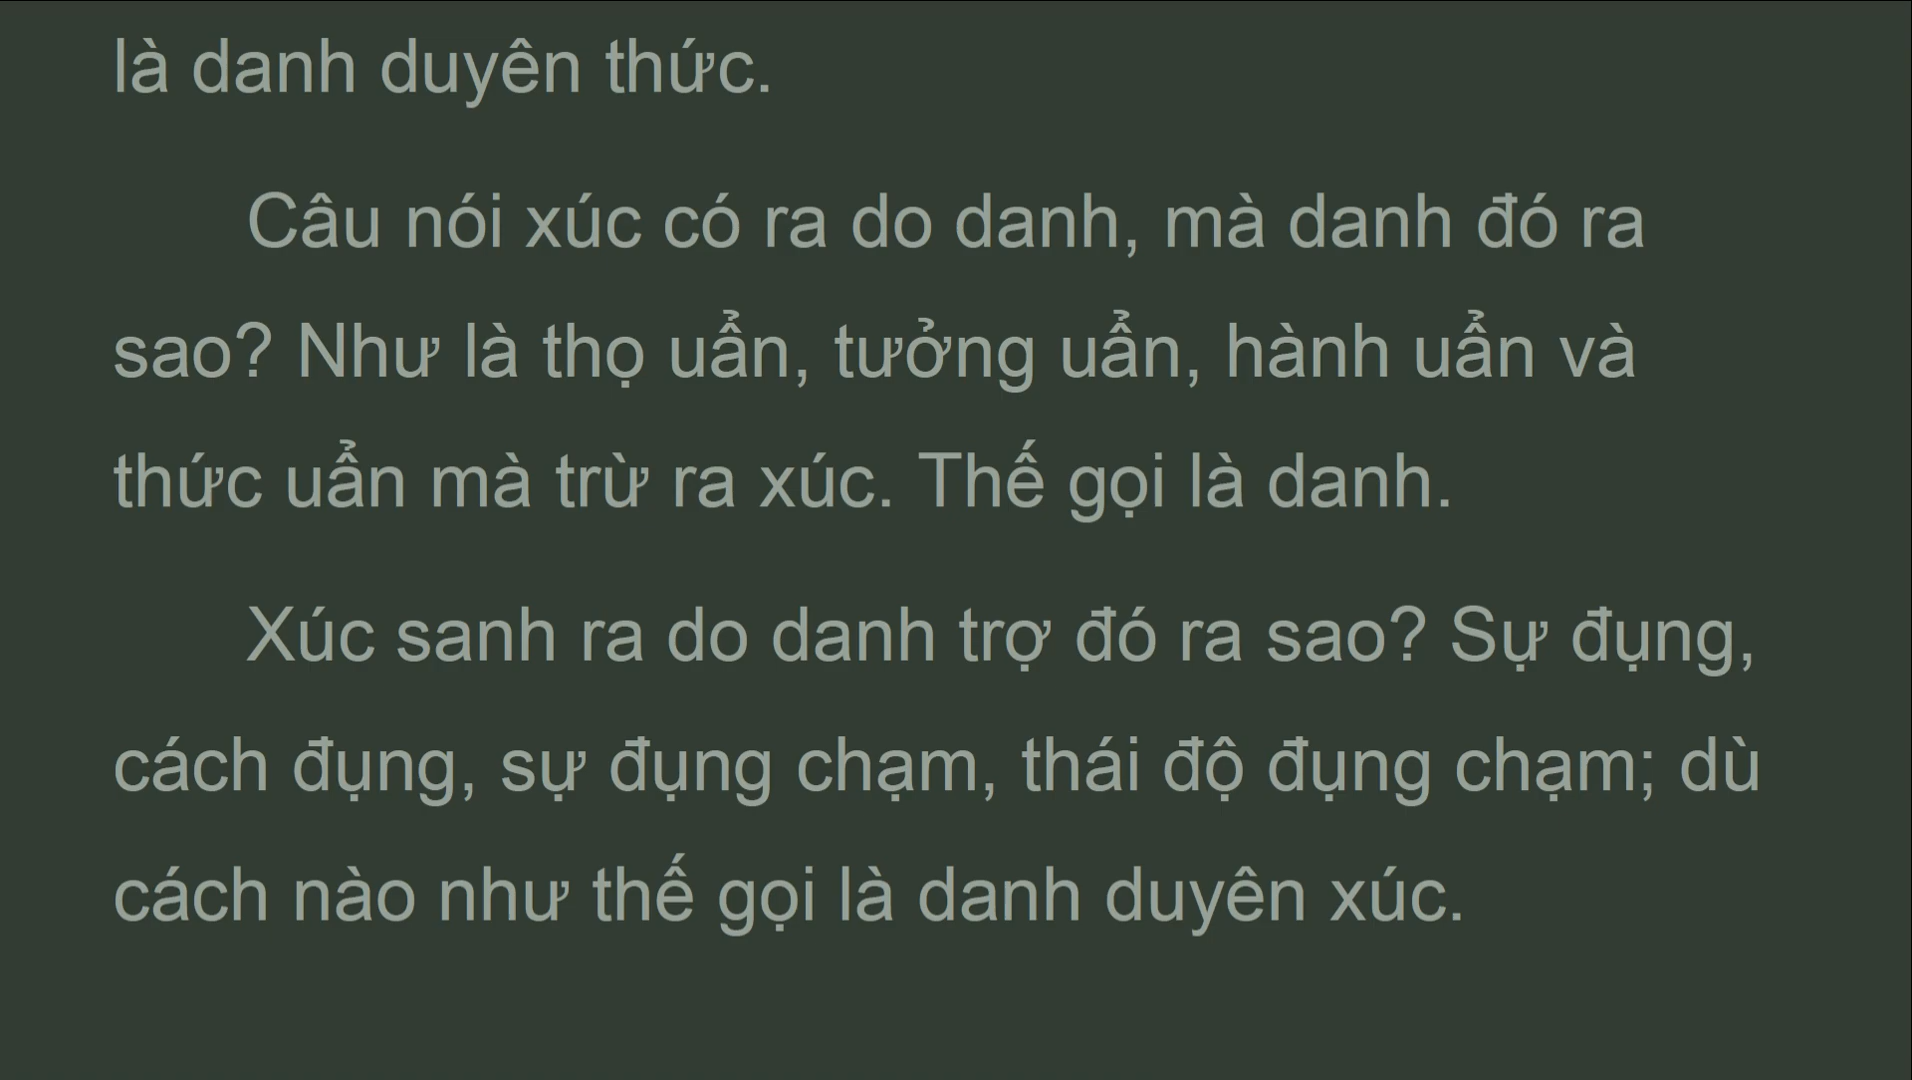 là danh duyên thức.
Câu nói xúc có ra do danh, mà danh đó ra
sao? Như là thọ uẩn, tưởng uẩn, hành uẩn và
thức uẩn mà trừ ra xúc. Thế gọi là danh.
Xúc sanh ra do danh trợ đó ra sao? Sự đụng,
cách đụng, sự đụng chạm, thái độ đụng chạm; dù
cách nào như thế gọi là danh duyên xúc.